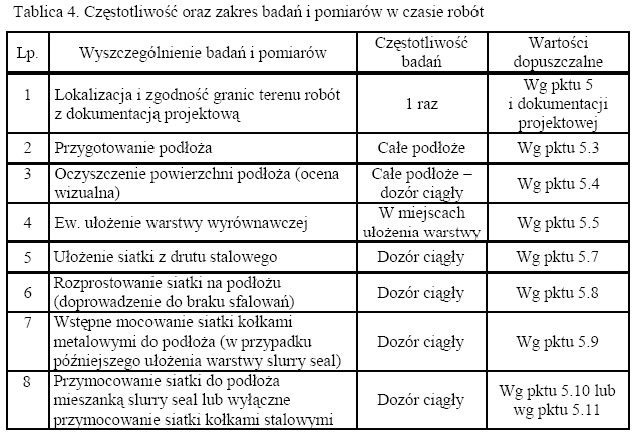 Tablica 4. Częstotliwość oraz zakres badań i pomiarów w czasie robót
Lp. Wyszczególnienie badań i pomiarów Częstotliwość badań Wartości dopuszczalne
1 Lokalizacja i zgodność granic terenu robót z dokumentacją projektową 1 raz Wg pktu 5 i dokumentacji projektowej
2 Przygotowanie podłoża Całe podłoże Wg pktu 5.3
3 Oczyszczenie powierzchni podłoża (ocena wizualna) Całe podłoże – dozór ciągły Wg pktu 5.4
4 Ew. ułożenie warstwy wyrównawczej W miejscach ułożenia warstwy Wg pktu 5.5
5 Ułożenie siatki z drutu stalowego Dozór ciągły Wg pktu 5.7
6 Rozprostowanie siatki na podłożu (doprowadzenie do braku sfalowań) Dozór ciągły Wg pktu 5.8
7 Wstępne mocowanie siatki kołkami metalowymi do podłoża (w przypadku późniejszego ułożenia warstwy slurry seal) Dozór ciągły Wg pktu 5.9
8 Przymocowanie siatki do podłoża mieszanką slurry seal lub wyłączne przymocowanie siatki kołkami stalowymi Dozór ciągły Wg pktu 5.10 lub wg pktu 5.11